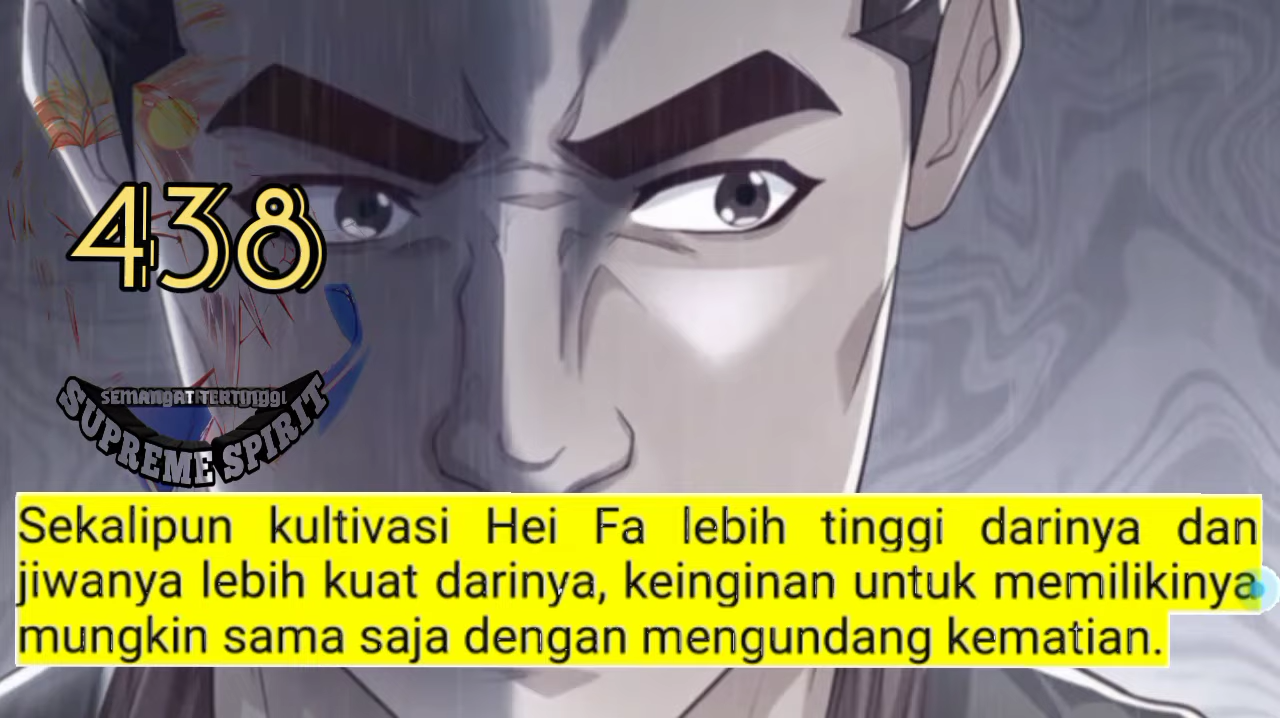 438
SEMANGAT TERTINGGI
SUPREME SPIRIT
Sekalipun kultivasi Hei Fa lebih tinggi darinya dan
jiwanya lebih kuat darinya, keinginan untuk memilikinya
mungkin sama saja dengan mengundang kematian.